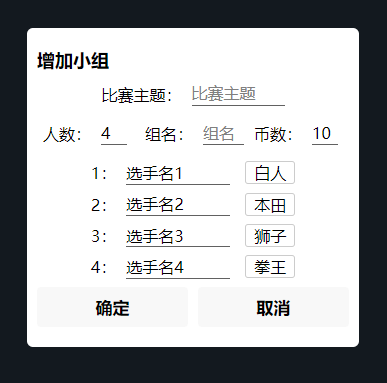 增加小组
比赛主题： 比赛主题
人数： 4 组名： 组名 币数： 10
1： 选手名1 白人
2： 选手名2 本田
3： 选手名3 狮子
4： 选手名4 拳王
确定 取消